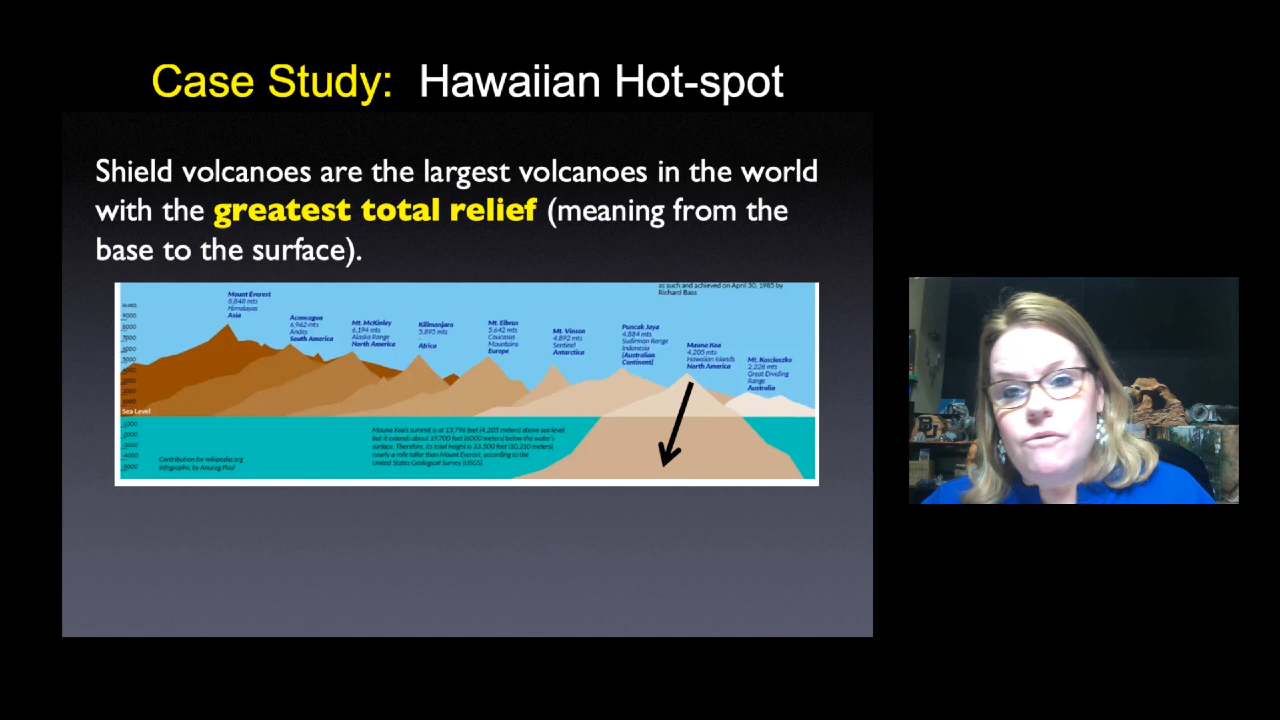 Case Study: Hawaiian Hot-spot
Shield volcanoes are the largest volcanoes in the world
with the greatest total relief (meaning from the
base to the surface).
as such and achieved on April 30, 1985 by
Richard Bass
Mount Everest
8,848 mts
Himalayas
Asia
Aconcagua
6,962 mts
Andes
South America
Mt. McKinley
6,194 mts
Alaska Range
North America
Kilimanjaro
5,895 mts
Africa
Mt. Elbrus
5,642 mts
Caucasus
Mountains
Europe
Mt. Vinson
4,892 mts
Sentinel
Antarctica
Puncak Jaya
4,884 mts
Sudirman Range
Indonesia
(Australian
Continent)
Mauna Kea
4,205 mts
Hawaiian Islands
North America
Mt. Kosciuszko
2,228 mts
Great Dividing
Range
Australia
9000
8000
7000
Sea Level
Mauna Kea's summit is at 13,796 feet (4,205 meters) above sea level,
but it extends about 19,700 feet (6000 meters) below the water's
surface. Therefore, its total height is 33,500 feet (10,210 meters),
nearly a mile taller than Mount Everest, according to the
United States Geological Survey (USGS).
Contribution for wikipedia.org
Infographic by Anurag Paul